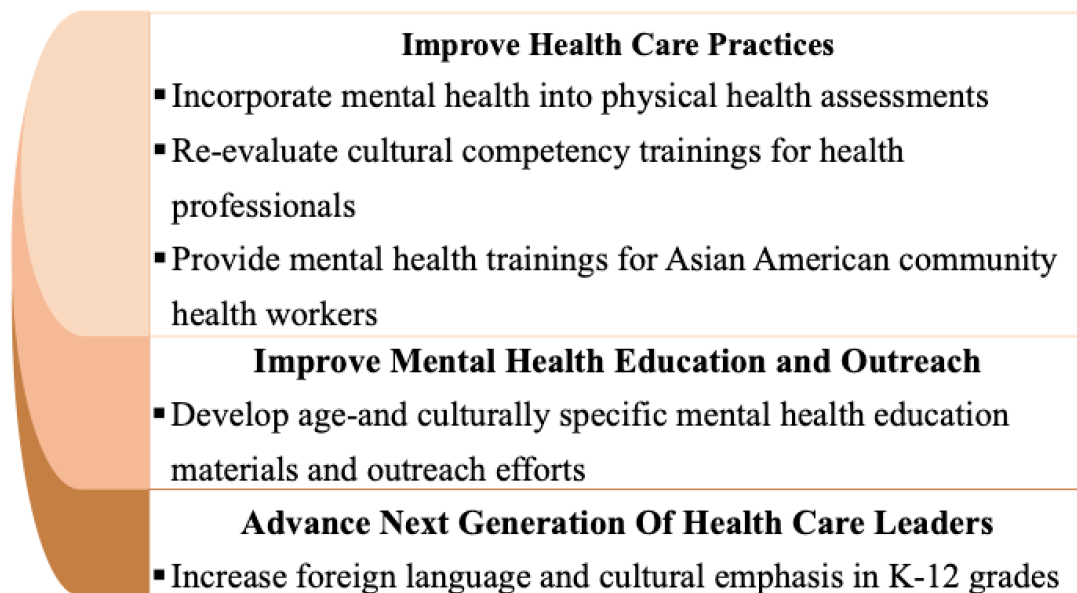 Improve Health Care Practices
▪Incorporate mental health into physical health assessments
▪Re-evaluate cultural competency trainings for health
professionals
▪Provide mental health trainings for Asian American community
health workers
Improve Mental Health Education and Outreach
▪Develop age-and culturally specific mental health education
materials and outreach efforts
Advance Next Generation Of Health Care Leaders
▪Increase foreign language and cultural emphasis in K-12 grades